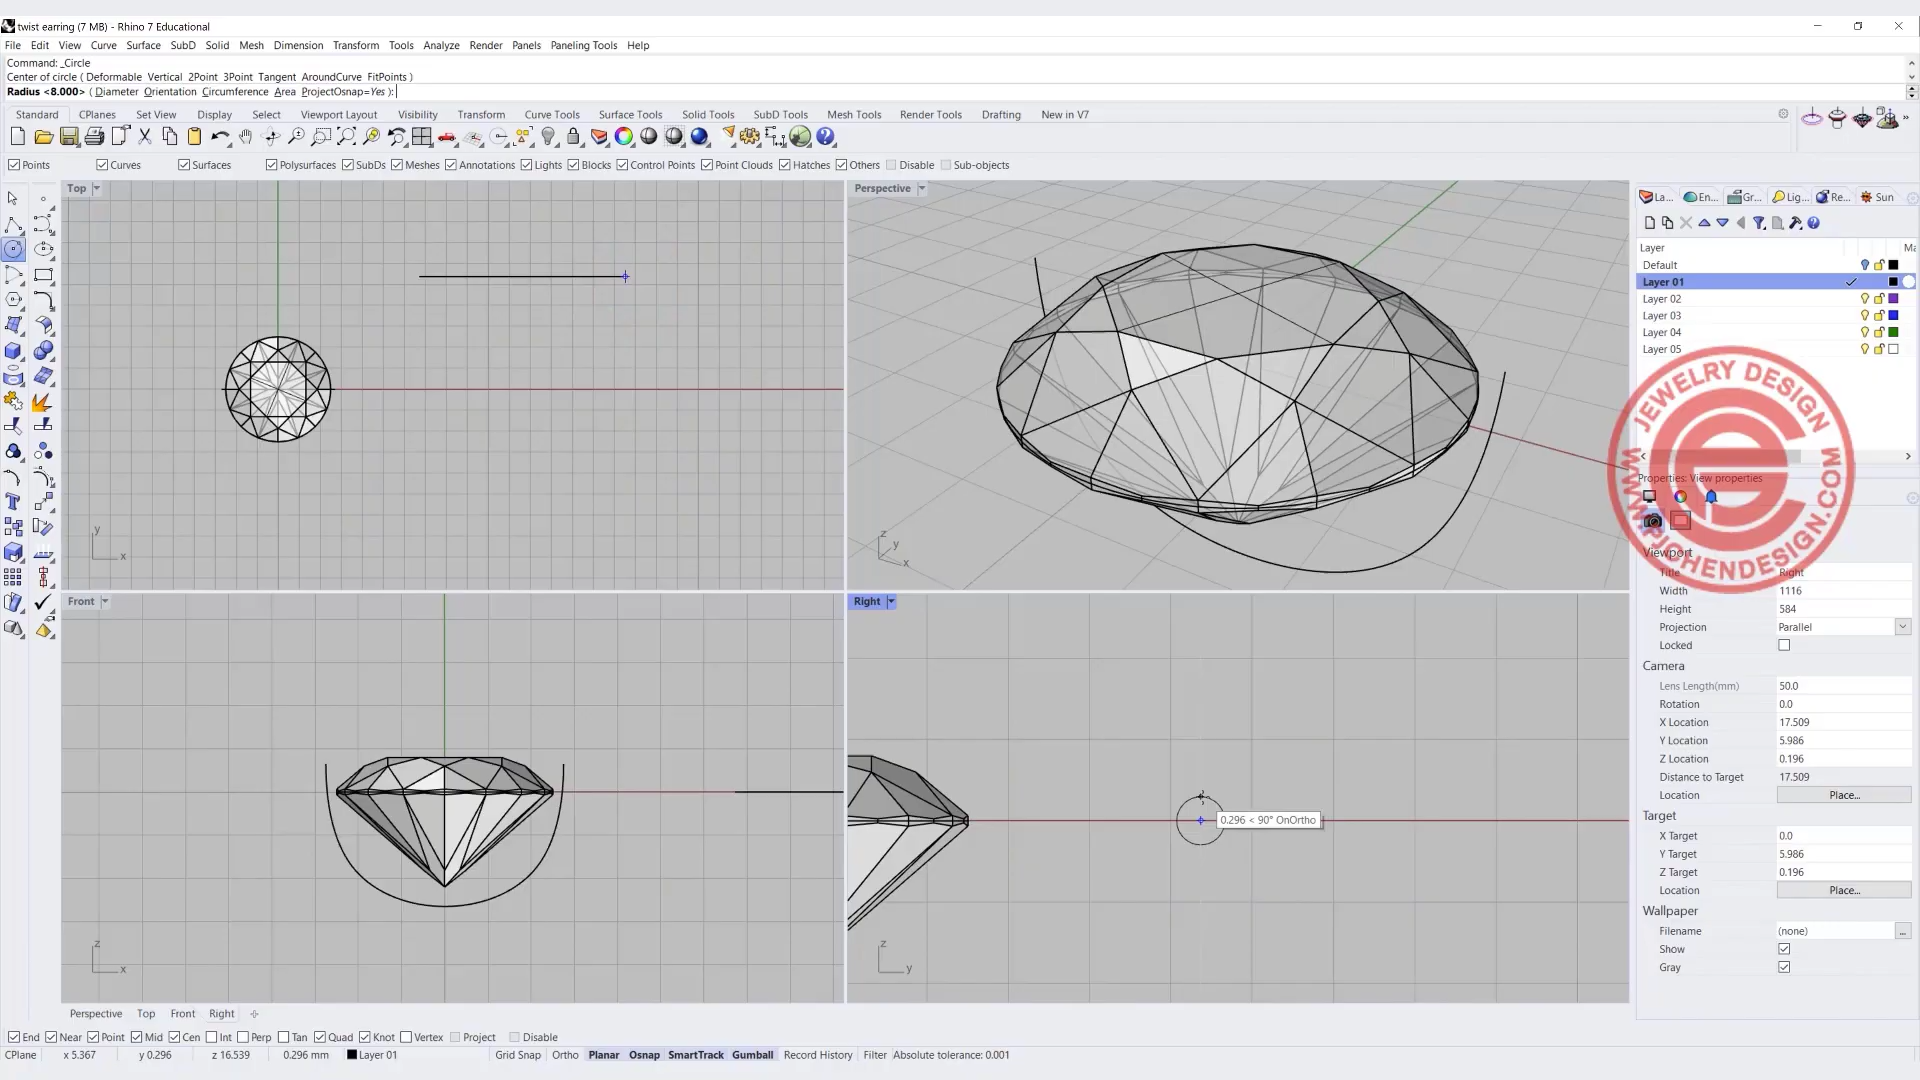 twist earring (7 MB) - Rhino 7 Educational
File Edit View Curve Surface SubD Solid Mesh Dimension Transform Tools Analyze Render Panels Paneling Tools Help
Command: _Circle
Center of circle ( Deformable Vertical 2Point 3Point Tangent AroundCurve FitPoints )
Radius <8.000> ( Diameter Orientation Circumference Area ProjectOsnap=Yes ):
Standard CPlanes Set View Display Select Viewport Layout Visibility Transform Curve Tools Surface Tools Solid Tools SubD Tools Mesh Tools Render Tools Drafting New in V7
Points Curves Surfaces Polysurfaces SubDs Meshes Annotations Lights Blocks Control Points Point Clouds Hatches Others Disable Sub-objects
Top
Perspective
La... En... Gr... Lig... Re... Sun
Layer Ma
Default
Layer 01
Layer 02
Layer 03
Layer 04
Layer 05
JEWELRY DESIGN
WWW.PJCHENDESIGN.COM
Properties: View properties
Viewport
Title Right
Width 1116
Height 584
Projection Parallel
Locked
Camera
Lens Length(mm) 50.0
Rotation 0.0
X Location 17.509
Y Location 5.986
Z Location 0.196
Distance to Target 17.509
Location Place...
Target
X Target 0.0
Y Target 5.986
Z Target 0.196
Location Place...
Wallpaper
Filename (none) ...
Show
Gray
y
x
z
y
x
Front
Right
0.296 < 90° OnOrtho
z
x
z
y
Perspective Top Front Right
End Near Point Mid Cen Int Perp Tan Quad Knot Vertex Project Disable
CPlane x 5.367 y 0.296 z 16.539 0.296 mm Layer 01 Grid Snap Ortho Planar Osnap SmartTrack Gumball Record History Filter Absolute tolerance: 0.001